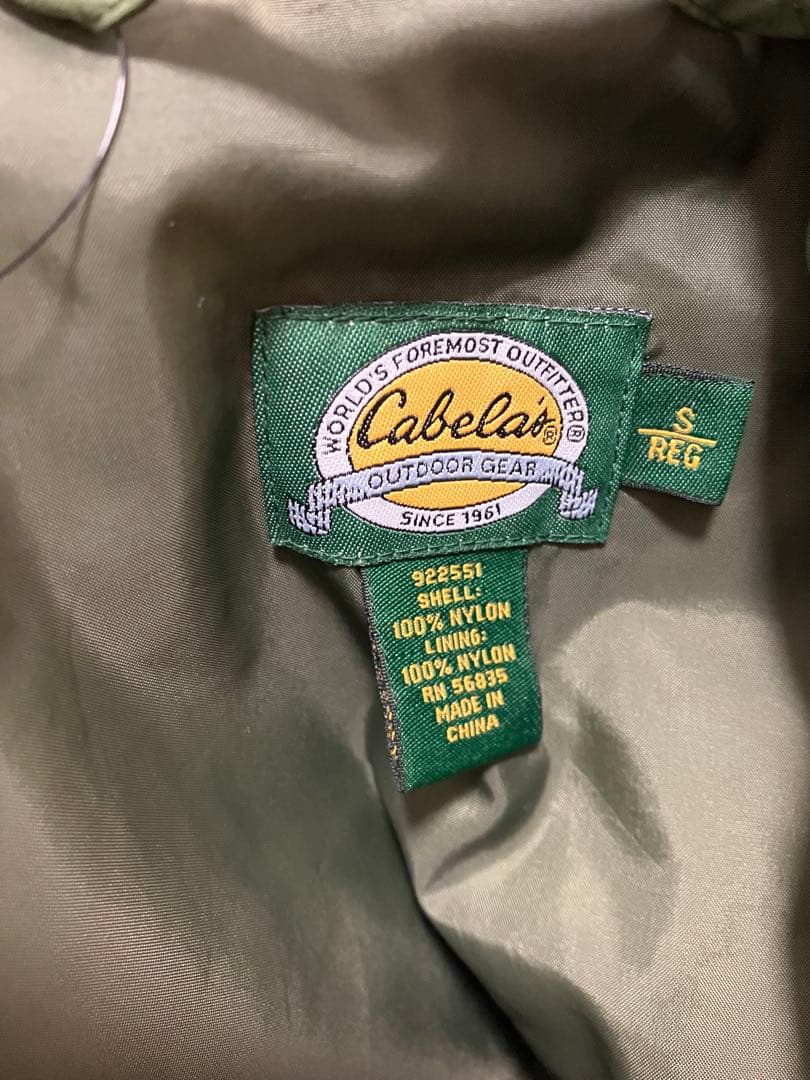 WORLD'S FOREMOST OUTFITTER®
Cabela's®
OUTDOOR GEAR
SINCE 1961
S
REG
922551
SHELL:
100% NYLON
LINING:
100% NYLON
RN 56835
MADE IN
CHINA